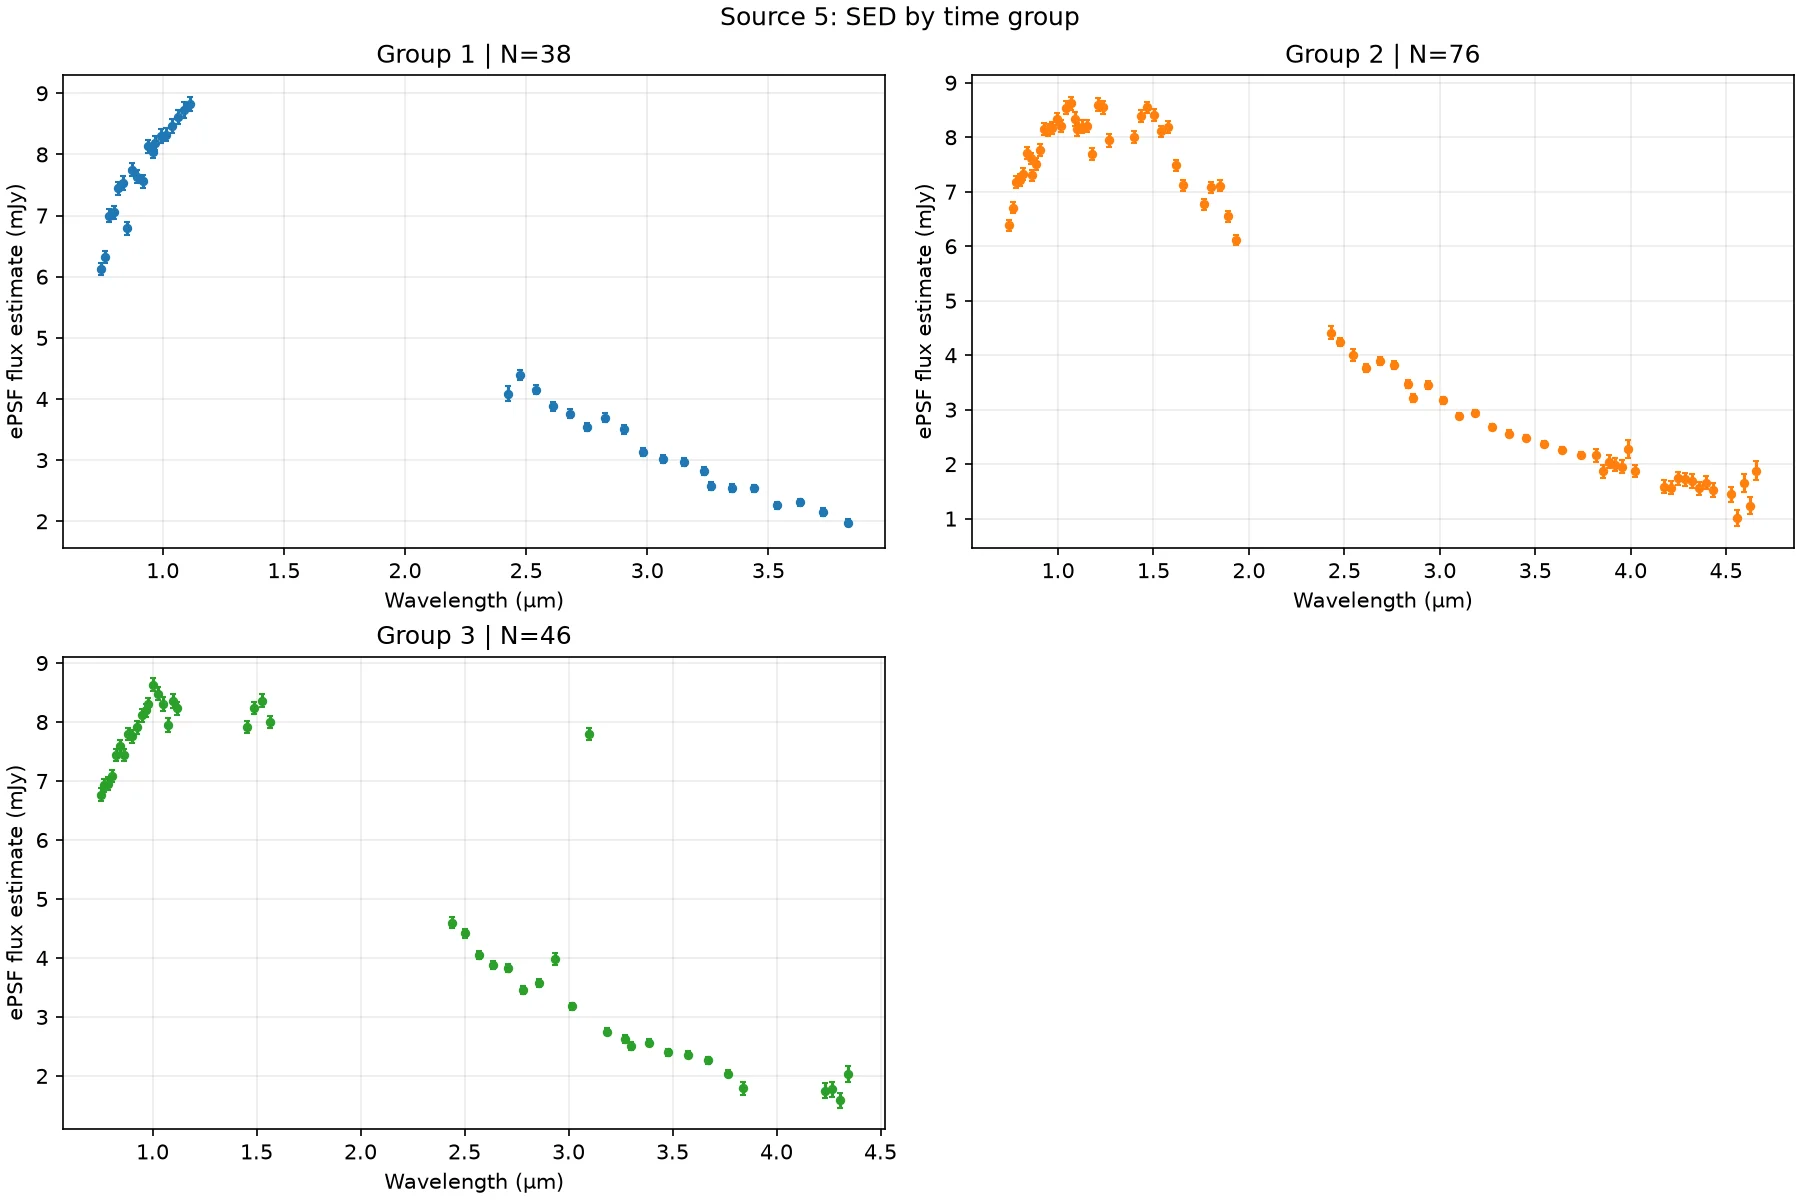 Source 5: SED by time group
Group 1 | N=38
9
8
7
6
5
4
3
2
ePSF flux estimate (mJy)
1.0 1.5 2.0 2.5 3.0 3.5
Wavelength (μm)
Group 2 | N=76
9
8
7
6
5
4
3
2
1
ePSF flux estimate (mJy)
1.0 1.5 2.0 2.5 3.0 3.5 4.0 4.5
Wavelength (μm)
Group 3 | N=46
9
8
7
6
5
4
3
2
ePSF flux estimate (mJy)
1.0 1.5 2.0 2.5 3.0 3.5 4.0 4.5
Wavelength (μm)